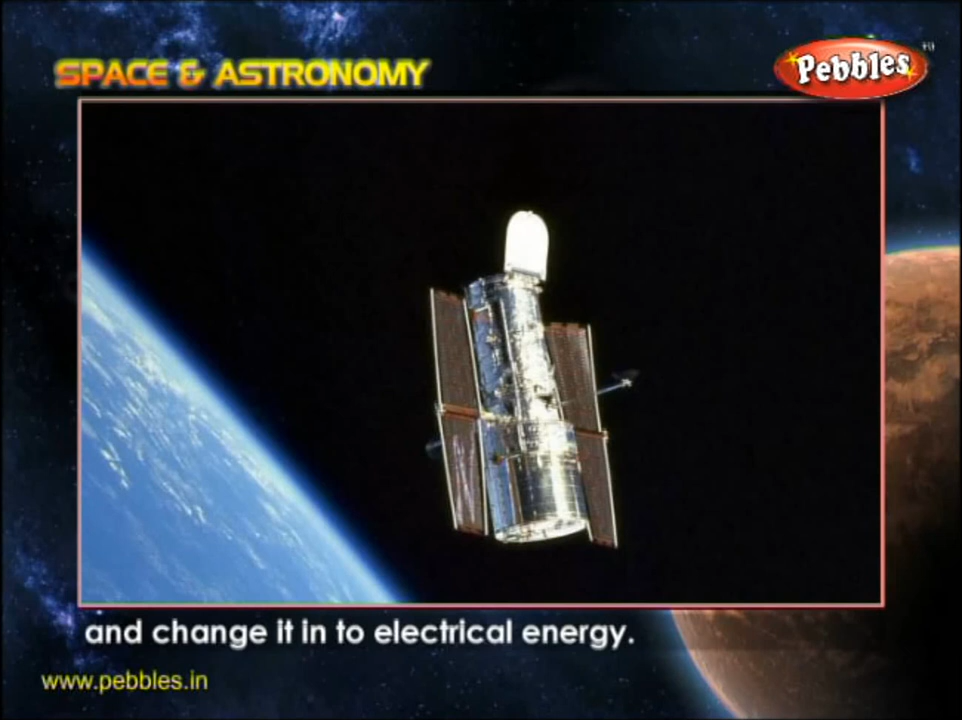 SPACE & ASTRONOMY
Pebbles
and change it in to electrical energy.
www.pebbles.in